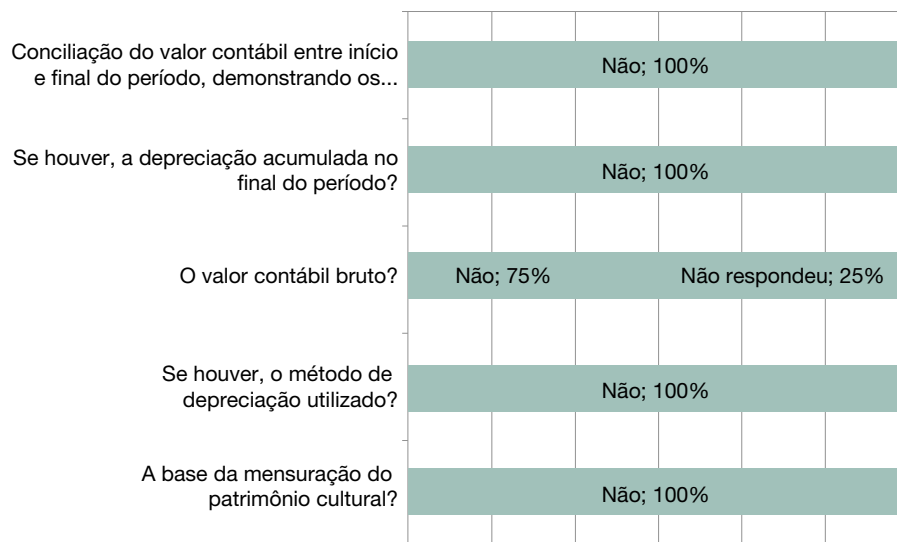 Conciliação do valor contábil entre início
e final do período, demonstrando os...
Não; 100%
Se houver, a depreciação acumulada no
final do período?
Não; 100%
O valor contábil bruto?
Não; 75%
Não respondeu; 25%
Se houver, o método de
depreciação utilizado?
Não; 100%
A base da mensuração do
patrimônio cultural?
Não; 100%